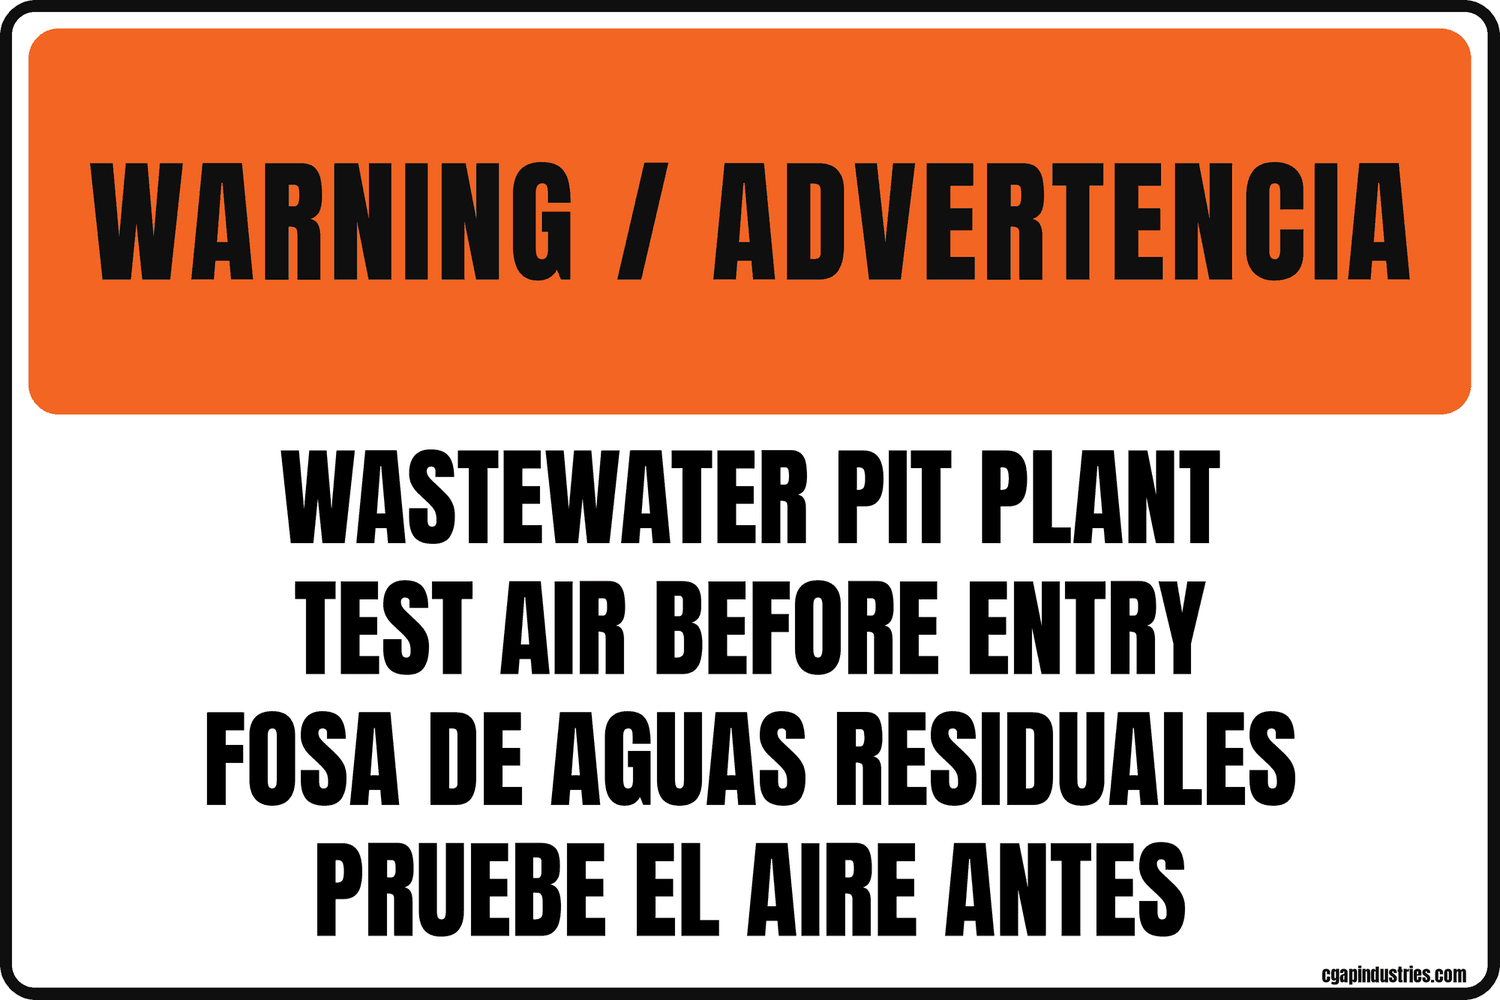 WARNING / ADVERTENCIA
WASTEWATER PIT PLANT
TEST AIR BEFORE ENTRY
FOSA DE AGUAS RESIDUALES
PRUEBE EL AIRE ANTES
cgapindustries.com